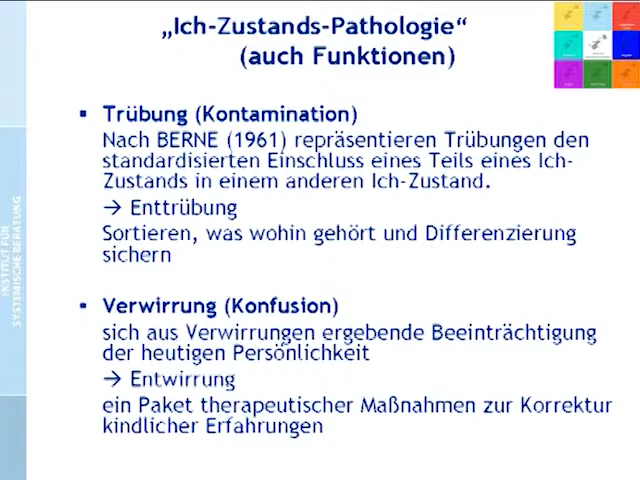 „Ich-Zustands-Pathologie“
(auch Funktionen)
▪ Trübung (Kontamination)
Nach BERNE (1961) repräsentieren Trübungen den
standardisierten Einschluss eines Teils eines Ich-
Zustands in einem anderen Ich-Zustand.
→ Enttrübung
Sortieren, was wohin gehört und Differenzierung
sichern
▪ Verwirrung (Konfusion)
sich aus Verwirrungen ergebende Beeinträchtigung
der heutigen Persönlichkeit
→ Entwirrung
ein Paket therapeutischer Maßnahmen zur Korrektur
kindlicher Erfahrungen
INSTITUT FÜR
SYSTEMISCHE BERATUNG